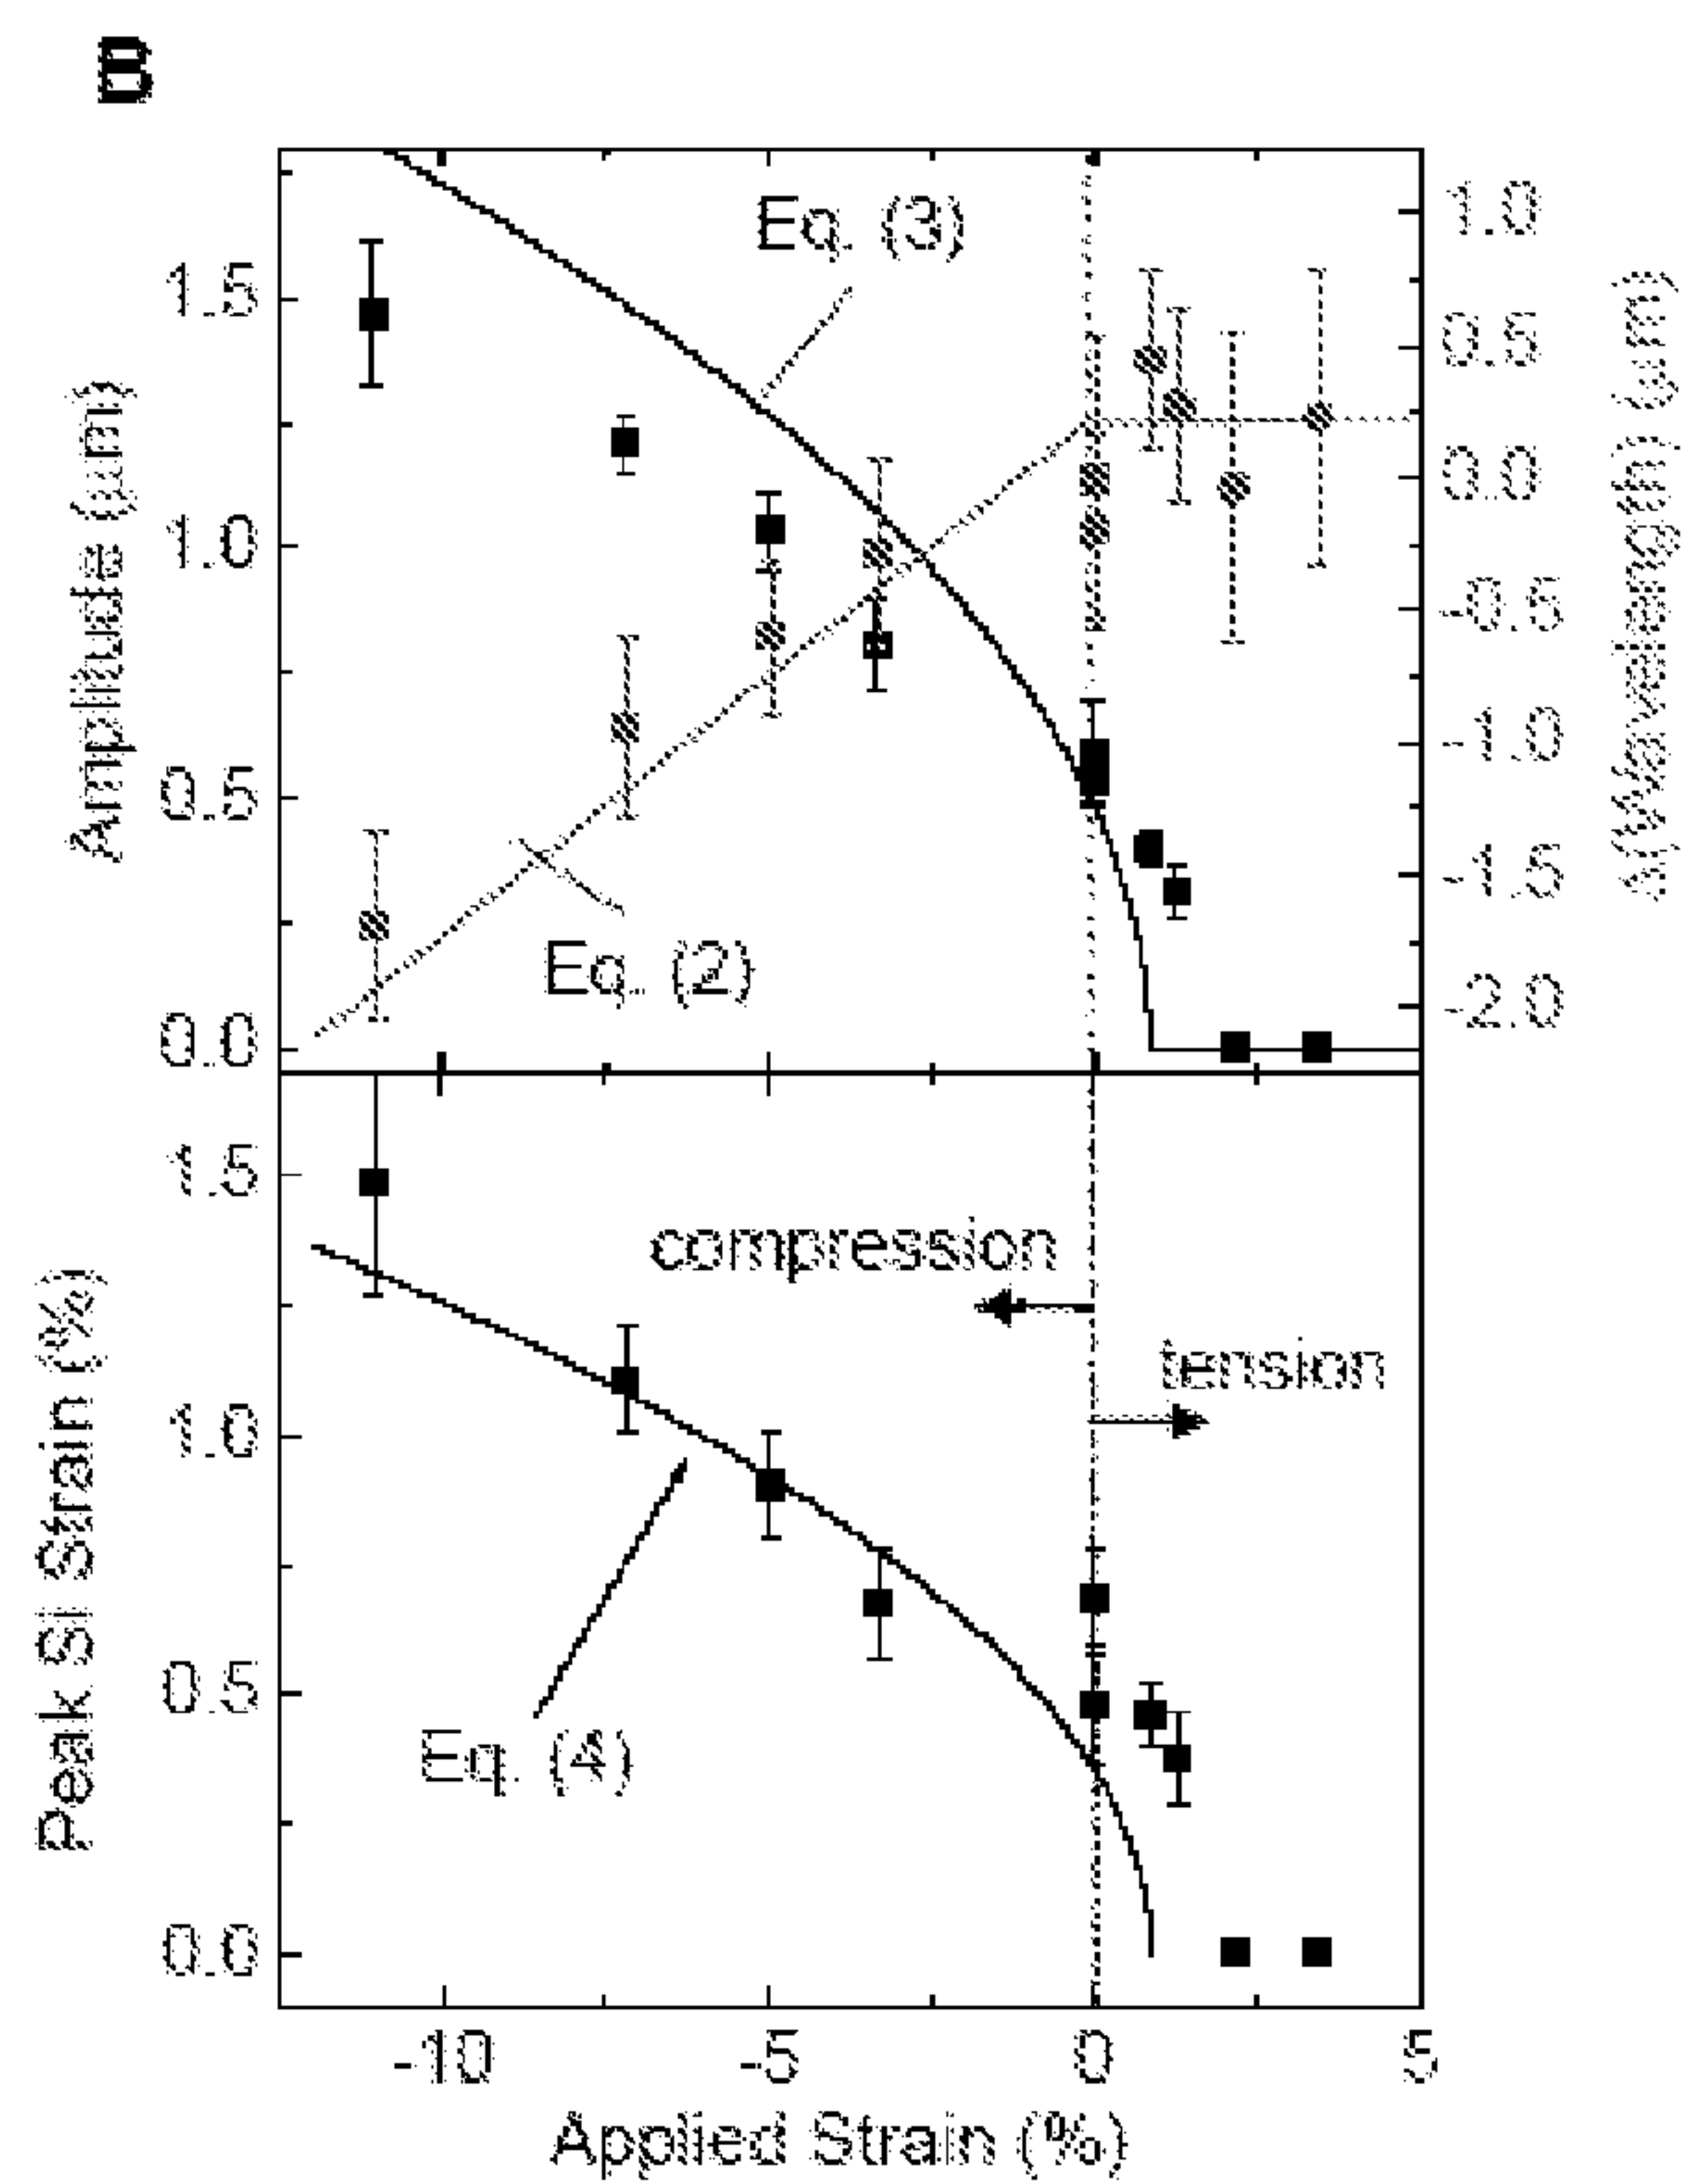 Eq. (3)
1.0
1.5
0.5
0.0
1.0
-0.5
Amplitude (µm)
Δ(Wavelength) (µm)
-1.0
0.5
-1.5
Eq. (2)
-2.0
0.0
1.5
compression
tension
1.0
Peak Si Strain (%)
0.5
Eq. (4)
0.0
-10 -5 0 5
Applied Strain (%)